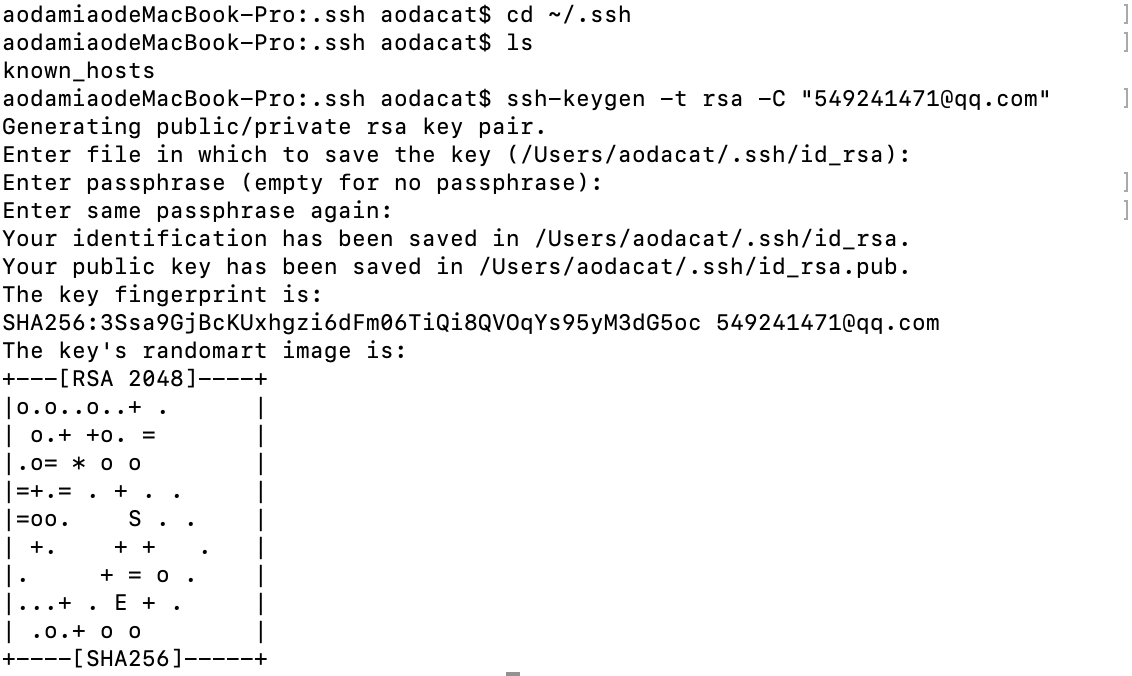 aodamiaodeMacBook-Pro:.ssh aodacat$ cd ~/.ssh
aodamiaodeMacBook-Pro:.ssh aodacat$ ls
known_hosts
aodamiaodeMacBook-Pro:.ssh aodacat$ ssh-keygen -t rsa -C "549241471@qq.com"
Generating public/private rsa key pair.
Enter file in which to save the key (/Users/aodacat/.ssh/id_rsa):
Enter passphrase (empty for no passphrase):
Enter same passphrase again:
Your identification has been saved in /Users/aodacat/.ssh/id_rsa.
Your public key has been saved in /Users/aodacat/.ssh/id_rsa.pub.
The key fingerprint is:
SHA256:3Ssa9GjBcKUxhgzi6dFm06TiQi8QVOqYs95yM3dG5oc 549241471@qq.com
The key's randomart image is:
+---[RSA 2048]----+
|o.o..o..+ .      |
| o.+ +o. =       |
|.o= * o o        |
|=+.= . + . .     |
|=oo.    S . .    |
| +.    + +   .   |
|.     + = o .    |
|...+ . E + .     |
| .o.+ o o        |
+----[SHA256]-----+